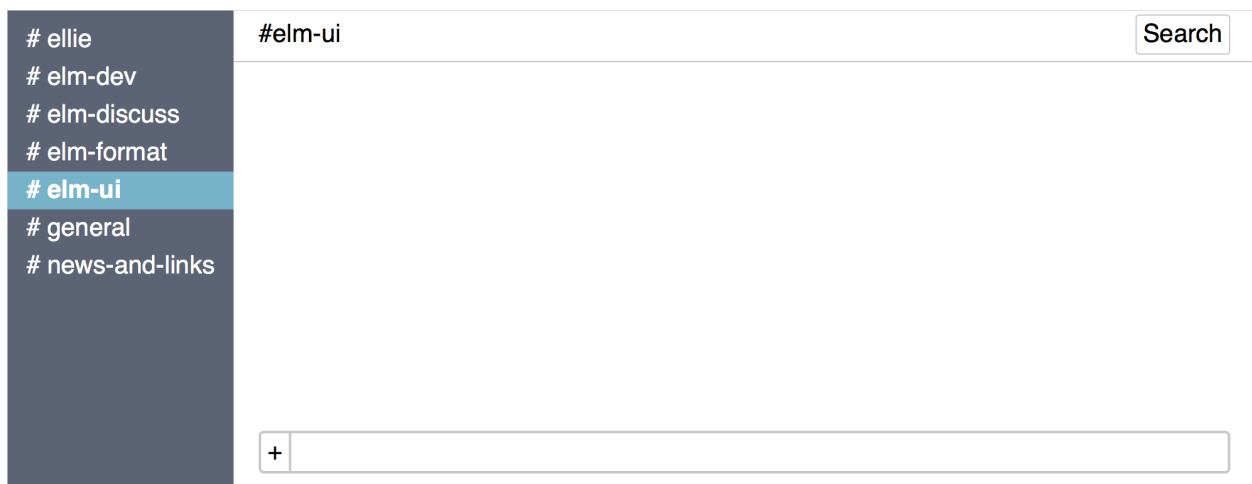 # ellie
# elm-dev
# elm-discuss
# elm-format
# elm-ui
# general
# news-and-links
#elm-ui
Search
+